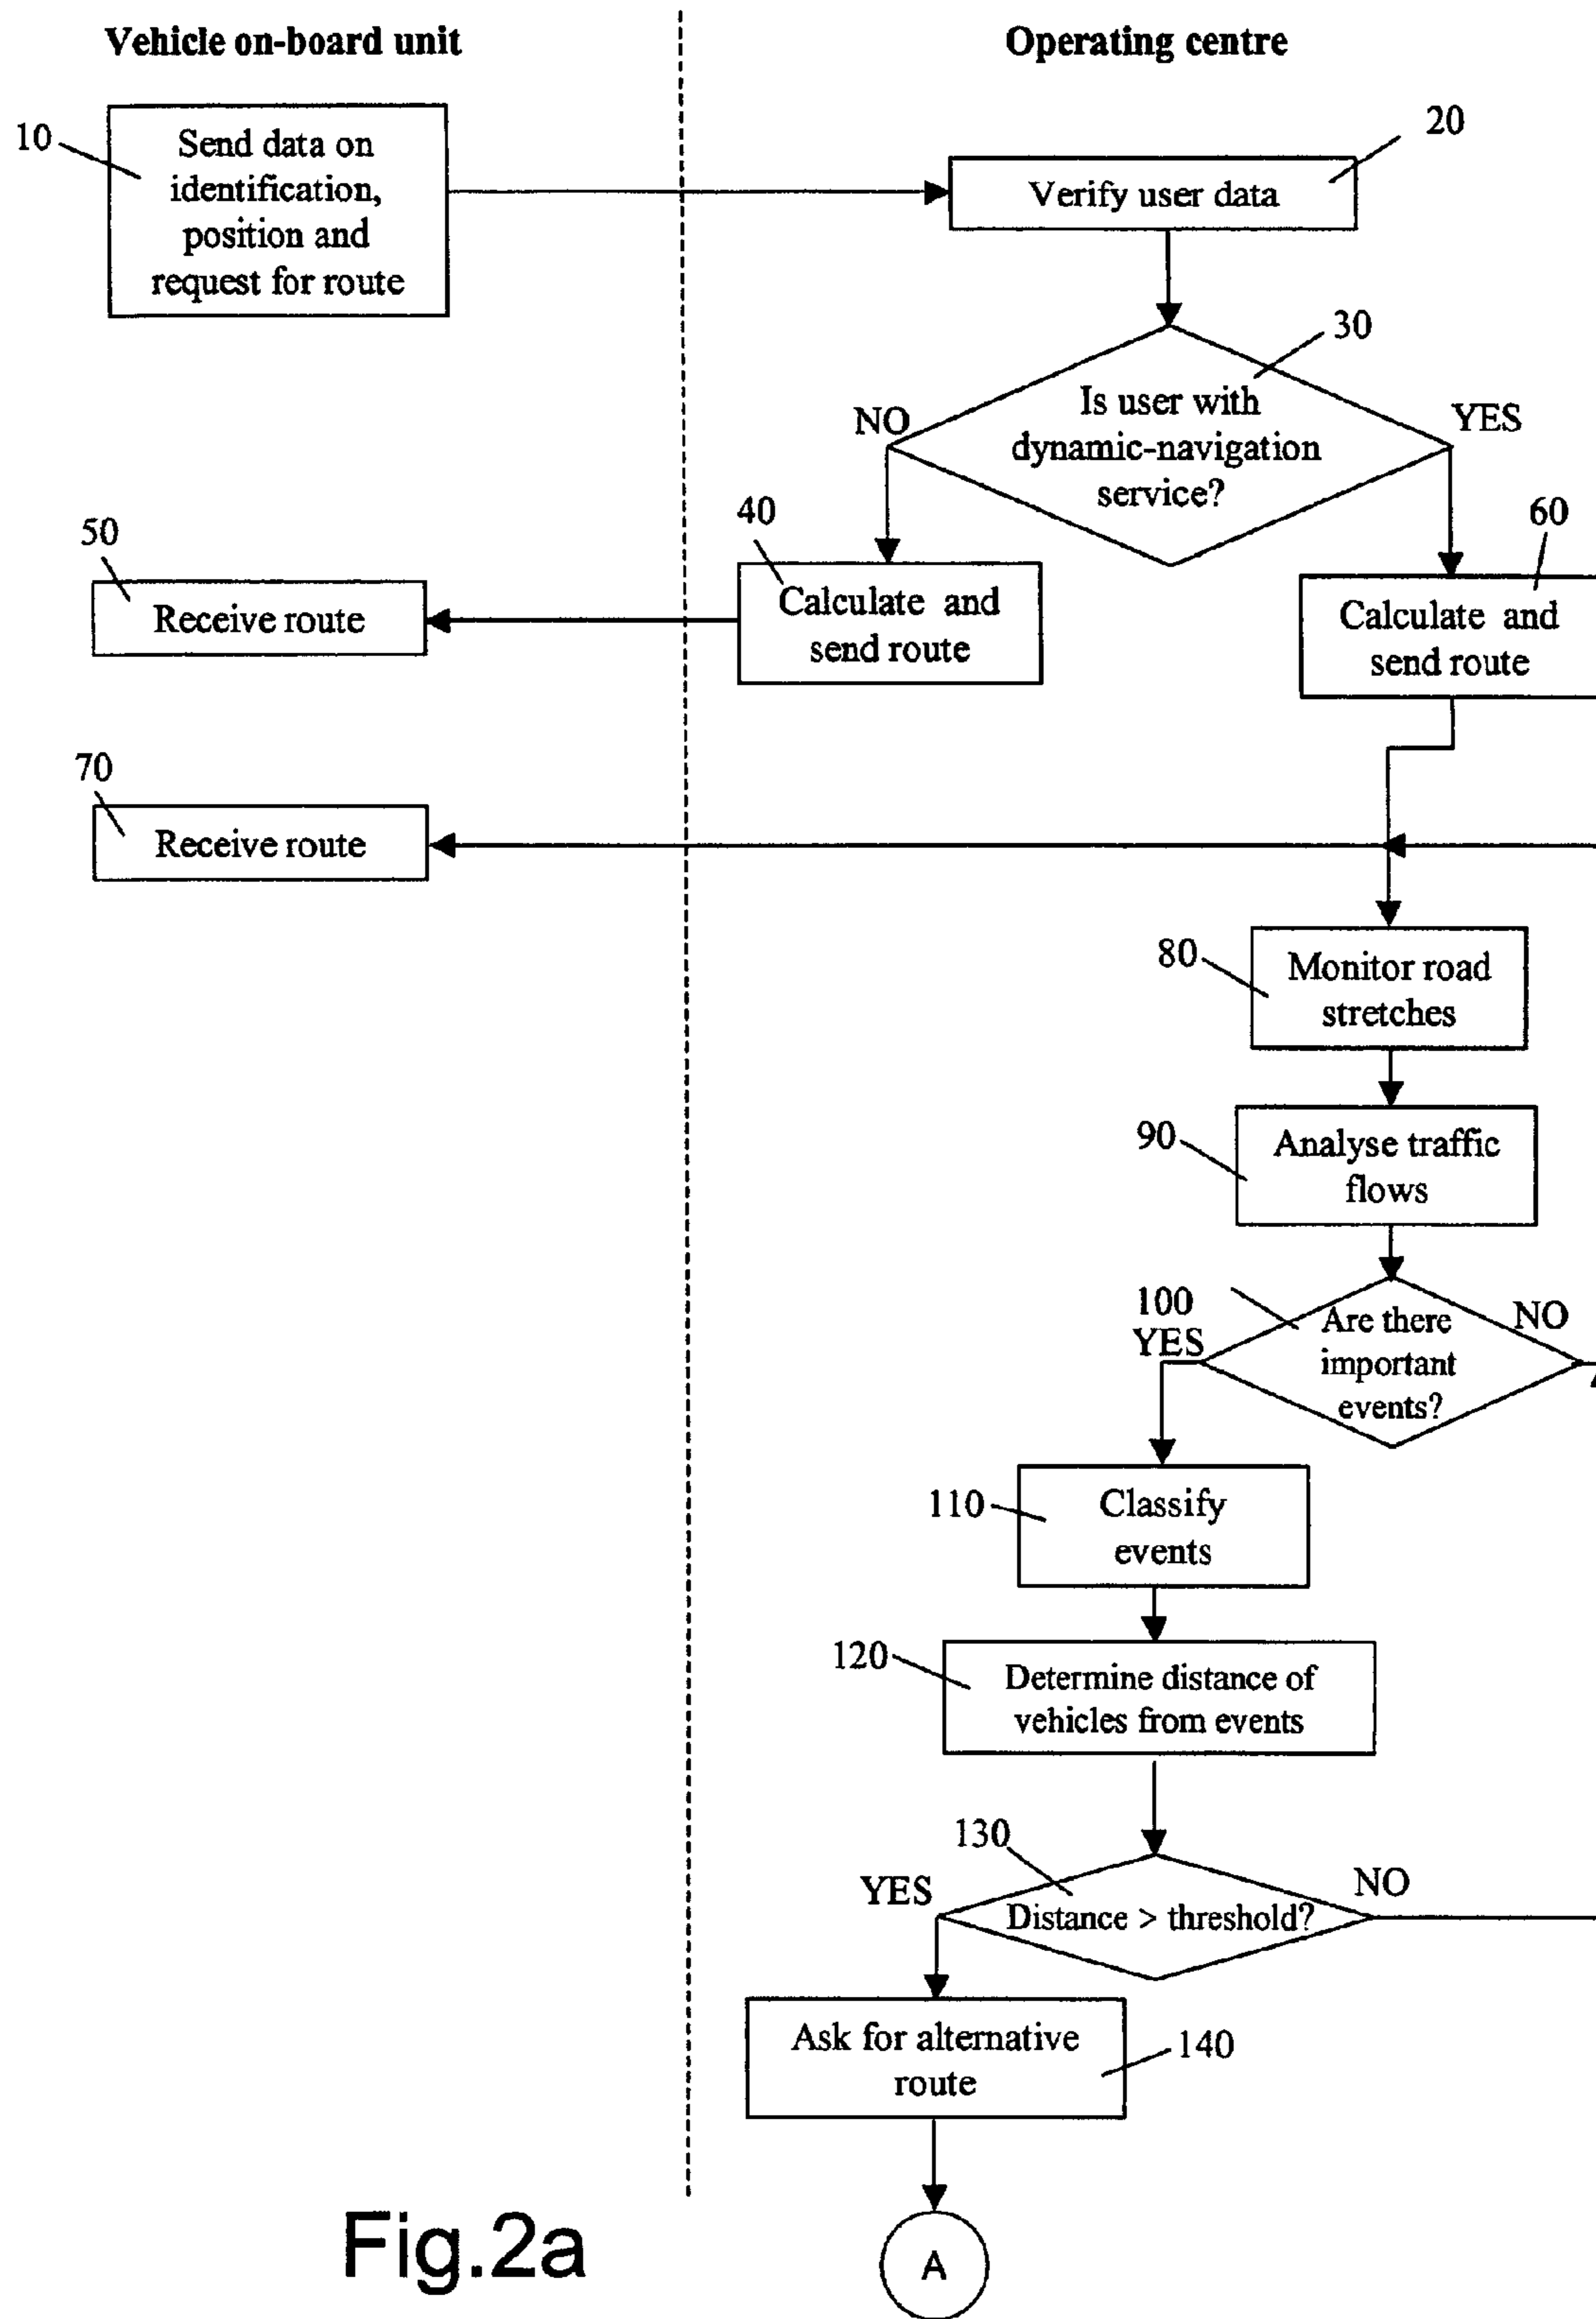 Vehicle on-board unit
Operating centre
10
Send data on
identification,
position and
request for route
20
Verify user data
30
Is user with
dynamic-navigation
service?
NO
YES
40
Calculate and
send route
50
Receive route
60
Calculate and
send route
70
Receive route
80
Monitor road
stretches
90
Analyse traffic
flows
100
Are there
important
events?
YES
NO
110
Classify
events
120
Determine distance of
vehicles from events
130
Distance > threshold?
YES
NO
Ask for alternative
route
140
A
Fig.2a